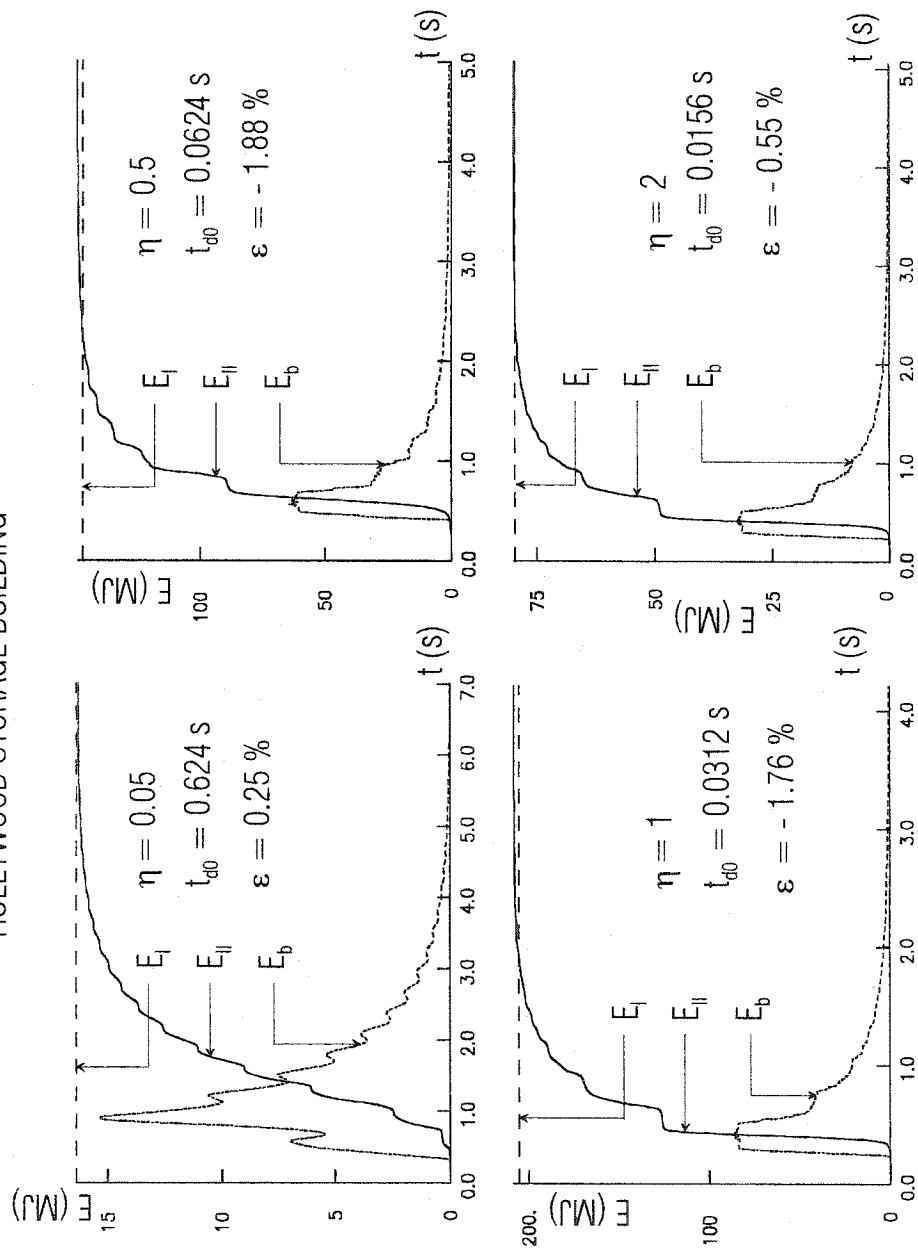 HOLLYWOOD STORAGE BUILDING
E (MJ)
15
10
5
0
0.0 1.0 2.0 3.0 4.0 5.0 6.0 7.0
t (s)
E_I
E_II
E_b
η = 0.05
t_d0 = 0.624 s
ε = 0.25 %
E (MJ)
100
50
0
0.0 1.0 2.0 3.0 4.0 5.0
t (s)
E_I
E_II
E_b
η = 0.5
t_d0 = 0.0624 s
ε = - 1.88 %
200.
E (MJ)
100
0
0.0 1.0 2.0 3.0 4.0
t (s)
E_I
E_II
E_b
η = 1
t_d0 = 0.0312 s
ε = - 1.76 %
75
E (MJ)
50
25
0
0.0 1.0 2.0 3.0 4.0 5.0
t (s)
E_I
E_II
E_b
η = 2
t_d0 = 0.0156 s
ε = - 0.55 %